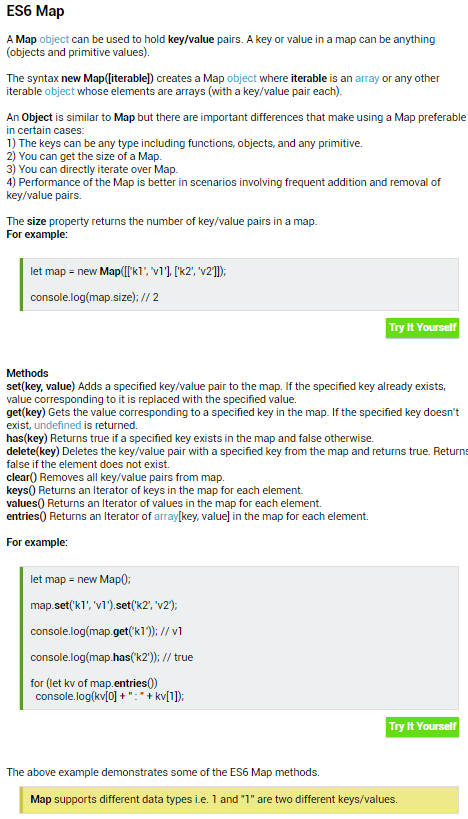 ES6 Map
A Map object can be used to hold key/value pairs. A key or value in a map can be anything
(objects and primitive values).
The syntax new Map([iterable]) creates a Map object where iterable is an array or any other
iterable object whose elements are arrays (with a key/value pair each).
An Object is similar to Map but there are important differences that make using a Map preferable
in certain cases:
1) The keys can be any type including functions, objects, and any primitive.
2) You can get the size of a Map.
3) You can directly iterate over Map.
4) Performance of the Map is better in scenarios involving frequent addition and removal of
key/value pairs.
The size property returns the number of key/value pairs in a map.
For example:
let map = new Map([['k1', 'v1'], ['k2', 'v2']]);
console.log(map.size); // 2
Try It Yourself
Methods
set(key, value) Adds a specified key/value pair to the map. If the specified key already exists,
value corresponding to it is replaced with the specified value.
get(key) Gets the value corresponding to a specified key in the map. If the specified key doesn't
exist, undefined is returned.
has(key) Returns true if a specified key exists in the map and false otherwise.
delete(key) Deletes the key/value pair with a specified key from the map and returns true. Returns
false if the element does not exist.
clear() Removes all key/value pairs from map.
keys() Returns an Iterator of keys in the map for each element.
values() Returns an Iterator of values in the map for each element.
entries() Returns an Iterator of array[key, value] in the map for each element.
For example:
let map = new Map();
map.set('k1', 'v1').set('k2', 'v2');
console.log(map.get('k1')); // v1
console.log(map.has('k2')); // true
for (let kv of map.entries())
console.log(kv[0] + " : " + kv[1]);
Try It Yourself
The above example demonstrates some of the ES6 Map methods.
Map supports different data types i.e. 1 and "1" are two different keys/values.